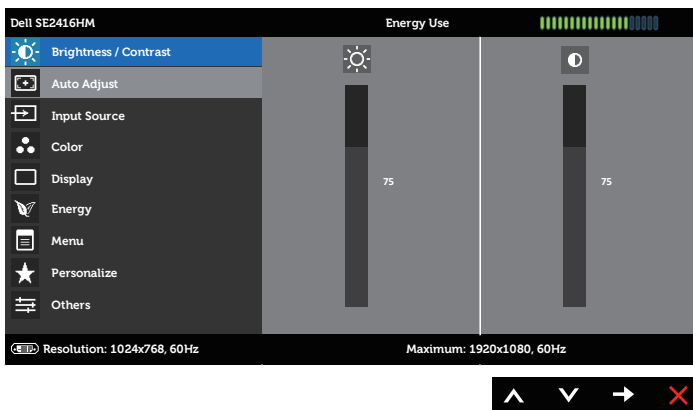 Dell SE2416HM
Energy Use
Brightness / Contrast
Auto Adjust
Input Source
Color
Display
Energy
Menu
Personalize
Others
75
75
Resolution: 1024x768, 60Hz
Maximum: 1920x1080, 60Hz